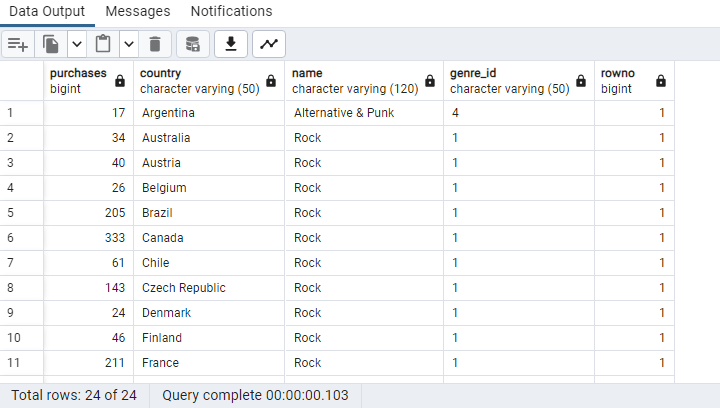 Data Output Messages Notifications
purchases country name genre_id rowno
bigint character varying (50) character varying (120) character varying (50) bigint
1 17 Argentina Alternative & Punk 4 1
2 34 Australia Rock 1 1
3 40 Austria Rock 1 1
4 26 Belgium Rock 1 1
5 205 Brazil Rock 1 1
6 333 Canada Rock 1 1
7 61 Chile Rock 1 1
8 143 Czech Republic Rock 1 1
9 24 Denmark Rock 1 1
10 46 Finland Rock 1 1
11 211 France Rock 1 1
Total rows: 24 of 24 Query complete 00:00:00.103